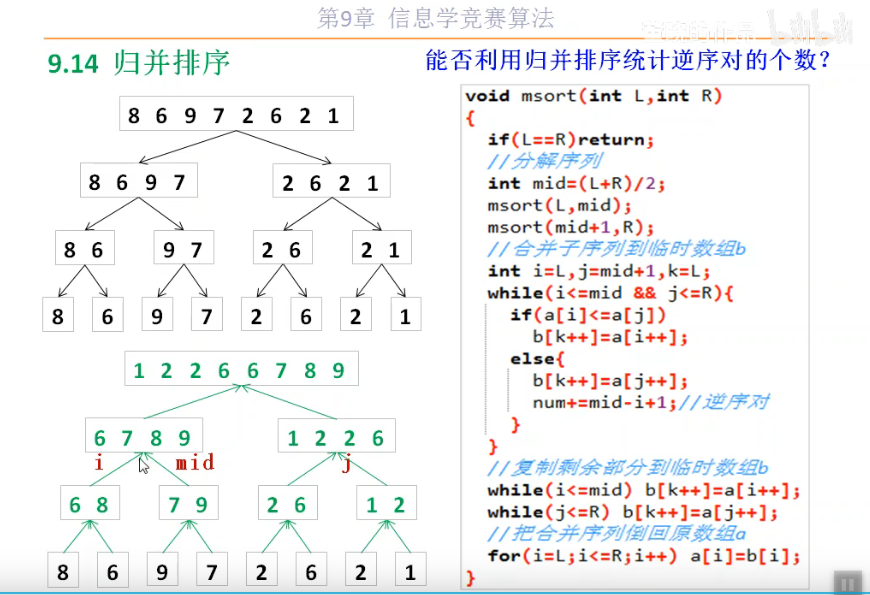 第9章 信息学竞赛算法
9.14 归并排序
能否利用归并排序统计逆序对的个数?
8 6 9 7 2 6 2 1
8 6 9 7
2 6 2 1
8 6
9 7
2 6
2 1
8
6
9
7
2
6
2
1
1 2 2 6 6 7 8 9
6 7 8 9
1 2 2 6
i
mid
j
6 8
7 9
2 6
1 2
8
6
9
7
2
6
2
1
void msort(int L,int R)
{
if(L==R)return;
//分解序列
int mid=(L+R)/2;
msort(L,mid);
msort(mid+1,R);
//合并子序列到临时数组b
int i=L,j=mid+1,k=L;
while(i<=mid && j<=R){
if(a[i]<=a[j])
b[k++]=a[i++];
else{
b[k++]=a[j++];
num+=mid-i+1;//逆序对
}
}
//复制剩余部分到临时数组b
while(i<=mid) b[k++]=a[i++];
while(j<=R) b[k++]=a[j++];
//把合并序列倒回原数组a
for(i=L;i<=R;i++) a[i]=b[i];
}